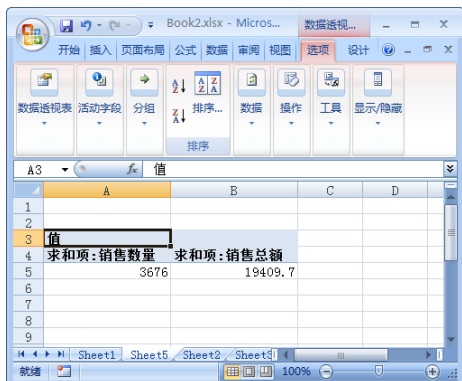 Book2.xlsx - Micros... 数据透视...
开始 插入 页面布局 公式 数据 审阅 视图 选项 设计
数据透视表 活动字段 分组 排序... 数据 操作 工具 显示/隐藏
排序
A3 fx 值
A B C D
1
2
3 值
4 求和项:销售数量 求和项:销售总额
5 3676 19409.7
6
7
8
9
Sheet1 Sheet5 Sheet2 Sheet3
就绪 100%